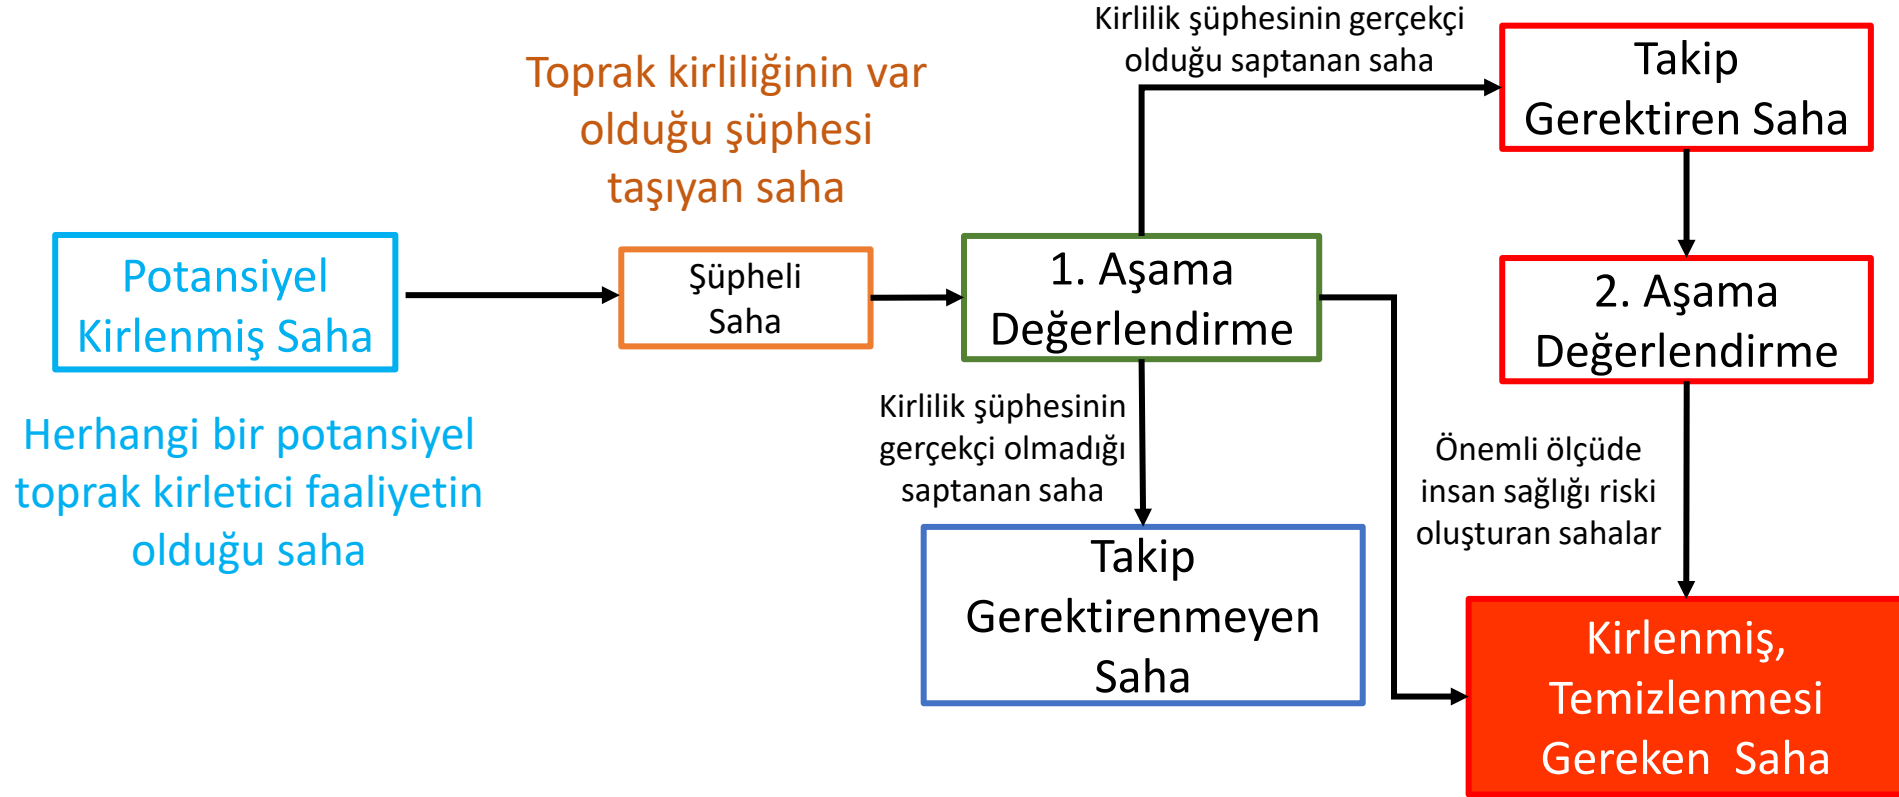 Kirlilik şüphesinin gerçekçi
olduğu saptanan saha
Takip
Gerektiren Saha
Toprak kirliliğinin var
olduğu şüphesi
taşıyan saha
Potansiyel
Kirlenmiş Saha
Şüpheli
Saha
1. Aşama
Değerlendirme
2. Aşama
Değerlendirme
Herhangi bir potansiyel
toprak kirletici faaliyetin
olduğu saha
Kirlilik şüphesinin
gerçekçi olmadığı
saptanan saha
Önemli ölçüde
insan sağlığı riski
oluşturan sahalar
Takip
Gerektirenmeyen
Saha
Kirlenmiş,
Temizlenmesi
Gereken  Saha